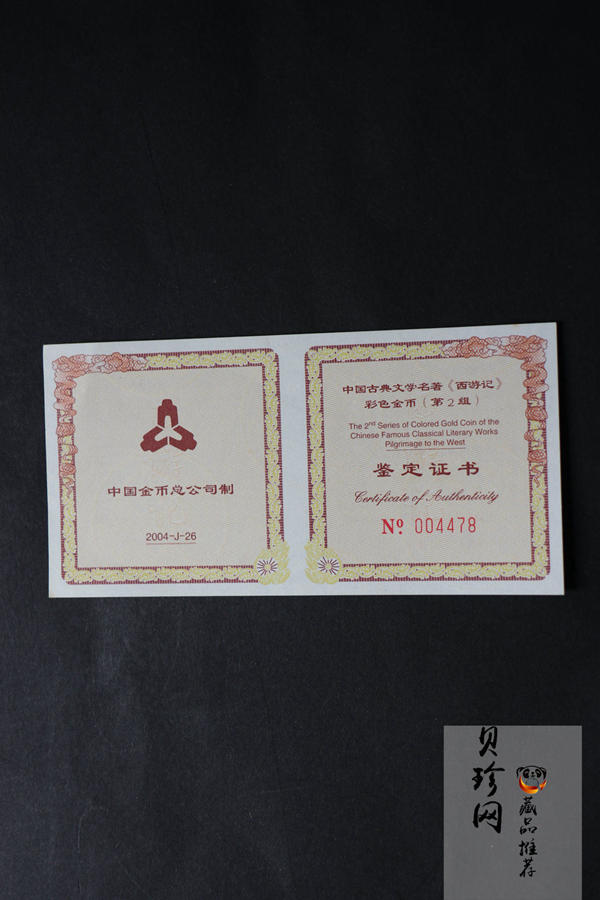 中国金币总公司制
2004-J-26
中国古典文学名著《西游记》
彩色金币（第2组）
The 2nd Series of Colored Gold Coin of the
Chinese Famous Classical Literary Works
Pilgrimage to the West
鉴定证书
Certificate of Authenticity
Nº 004478
贝珍网
藏品推荐